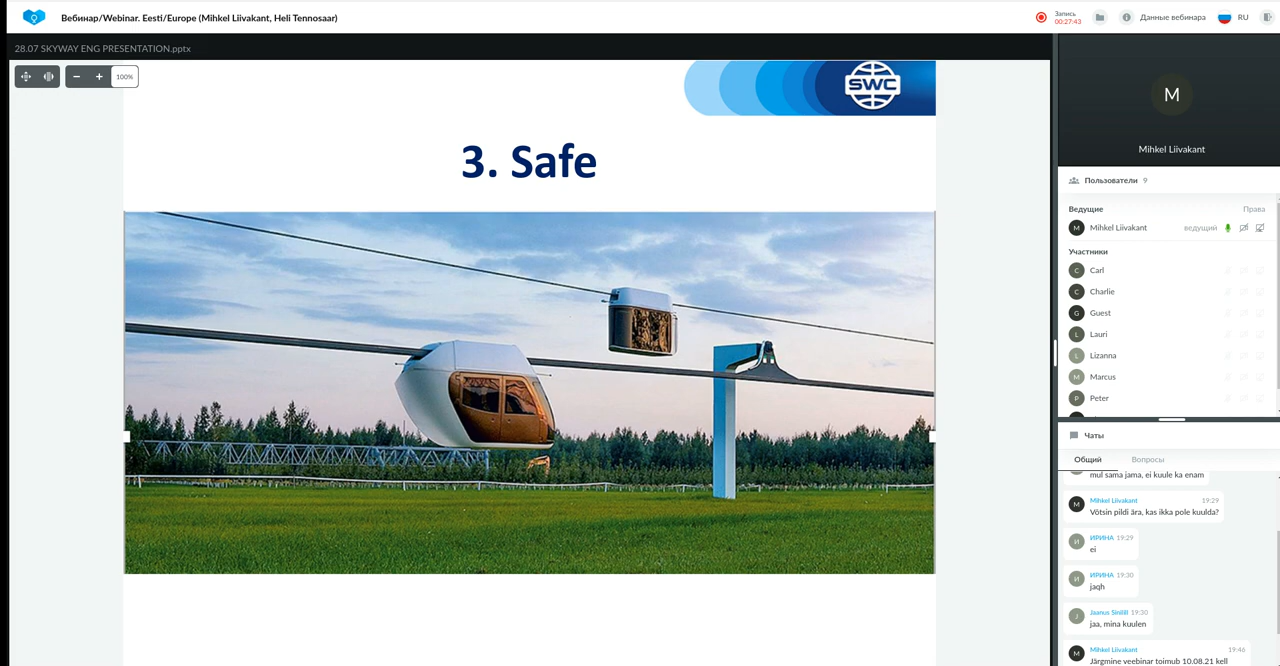 Вебинар/Webinar. Eesti/Europe (Mihkel Liivakant, Heli Tennosaar)
Запись
00:27:43
Данные вебинара
RU
28.07 SKYWAY ENG PRESENTATION.pptx
100%
SWC
3. Safe
M
Mihkel Liivakant
Пользователи 9
Ведущие Права
M Mihkel Liivakant ведущий
Участники
C Carl
C Charlie
G Guest
L Lauri
L Lizanna
M Marcus
P Peter
Чаты
Общий Вопросы
mul sama jama, ei kuule ka enam
M Mihkel Liivakant 19:29
Võtsin pildi ära, kas ikka pole kuulda?
И ИРИНА 19:29
ei
И ИРИНА 19:30
jaqh
J Jaanus Sinilill 19:30
jaa, mina kuulen
M Mihkel Liivakant 19:46
Järgmine veebinar toimub 10.08.21 kell